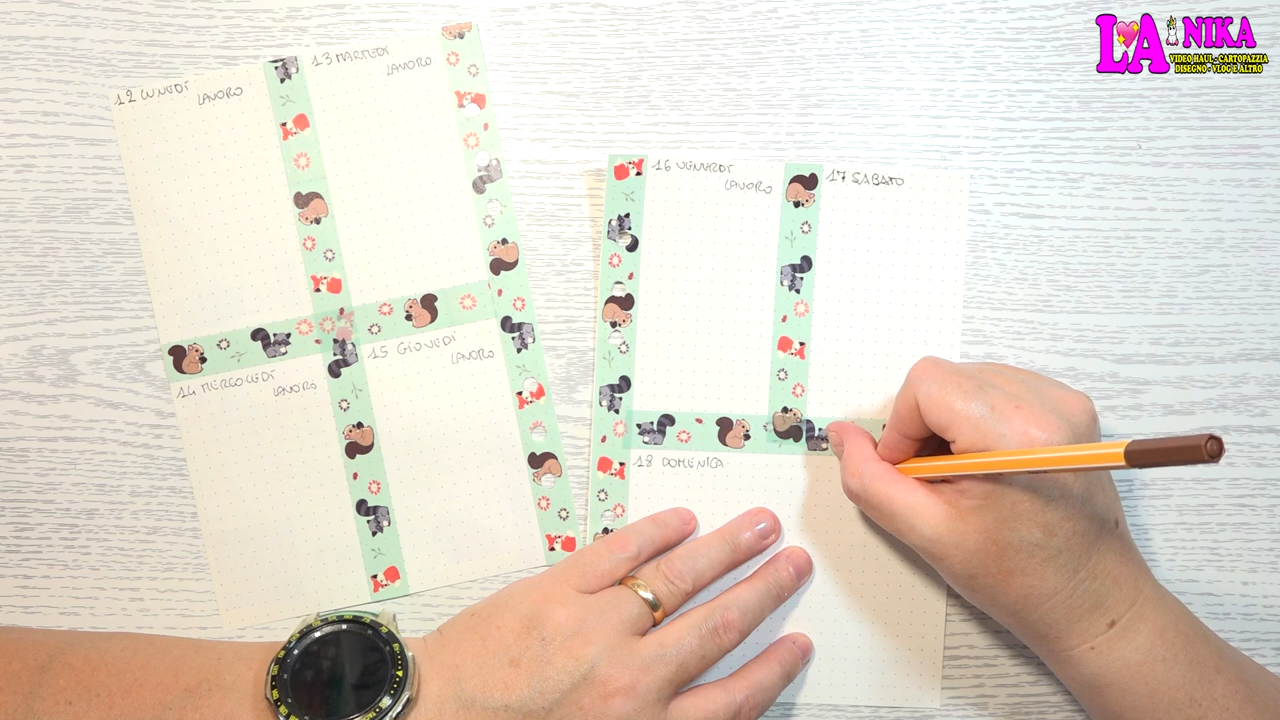 12 LUNEDÌ
LAVORO
13 MARTEDÌ
LAVORO
14 MERCOLEDÌ
LAVORO
15 GIOVEDÌ
LAVORO
16 VENERDÌ
LAVORO
17 SABATO
18 DOMENICA
LA NIKA
VIDEO HAUL - CARTOPAZZIA
DISEGNO - VLOG E ALTRO